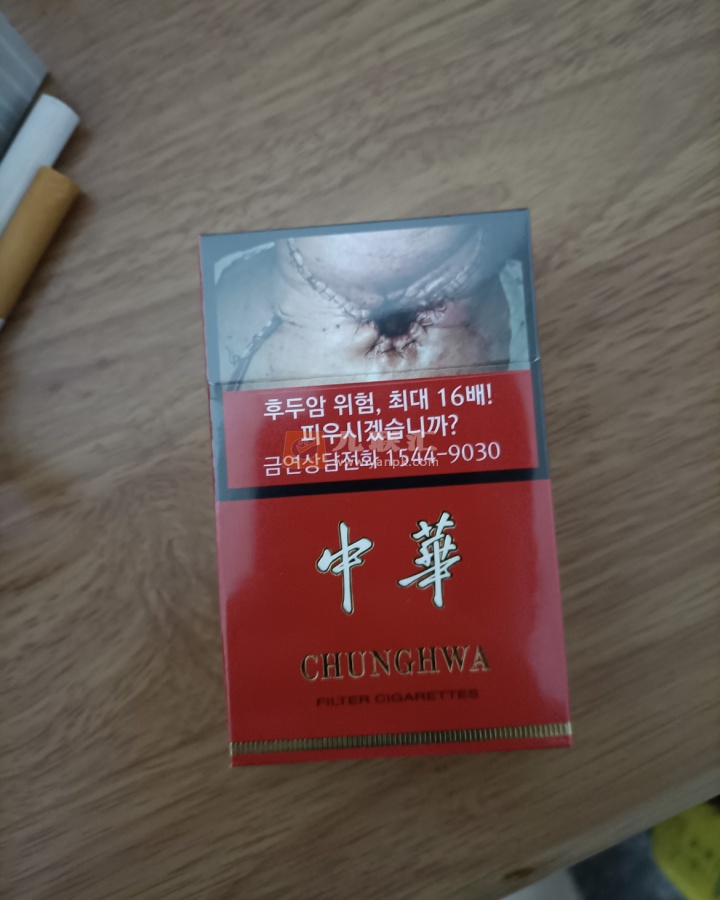 후두암 위험, 최대 16배!
피우시겠습니까?
금연상담전화 1544-9030
中華
CHUNGHWA
FILTER CIGARETTES